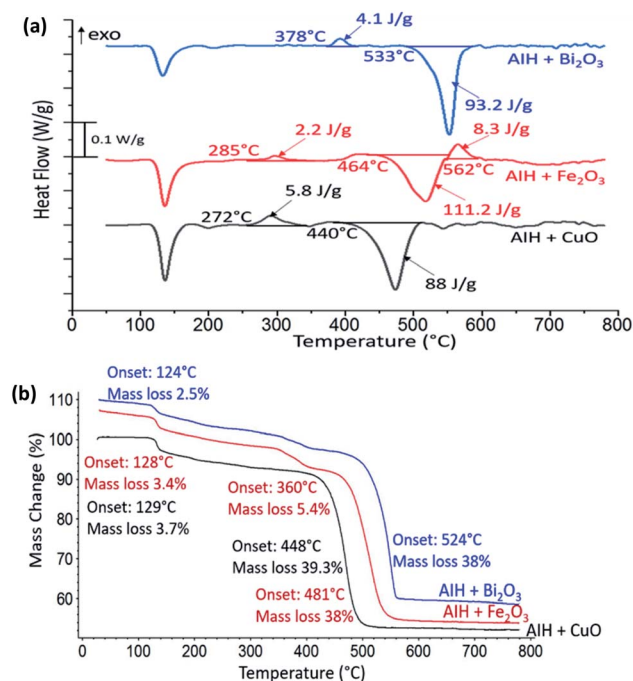 (a)
↑ exo
4.1 J/g
378°C
533°C
AlH + Bi₂O₃
93.2 J/g
0.1 W/g
2.2 J/g
8.3 J/g
285°C
464°C
562°C
AlH + Fe₂O₃
5.8 J/g
111.2 J/g
272°C
440°C
AlH + CuO
88 J/g
Heat Flow (W/g)
0 100 200 300 400 500 600 700 800
Temperature (°C)
(b)
Onset: 124°C
Mass loss 2.5%
110
100
90
80
70
60
Mass Change (%)
Onset: 128°C
Mass loss 3.4%
Onset: 129°C
Mass loss 3.7%
Onset: 360°C
Mass loss 5.4%
Onset: 448°C
Mass loss 39.3%
Onset: 524°C
Mass loss 38%
Onset: 481°C
Mass loss 38%
AlH + Bi₂O₃
AlH + Fe₂O₃
AlH + CuO
0 100 200 300 400 500 600 700 800
Temperature (°C)